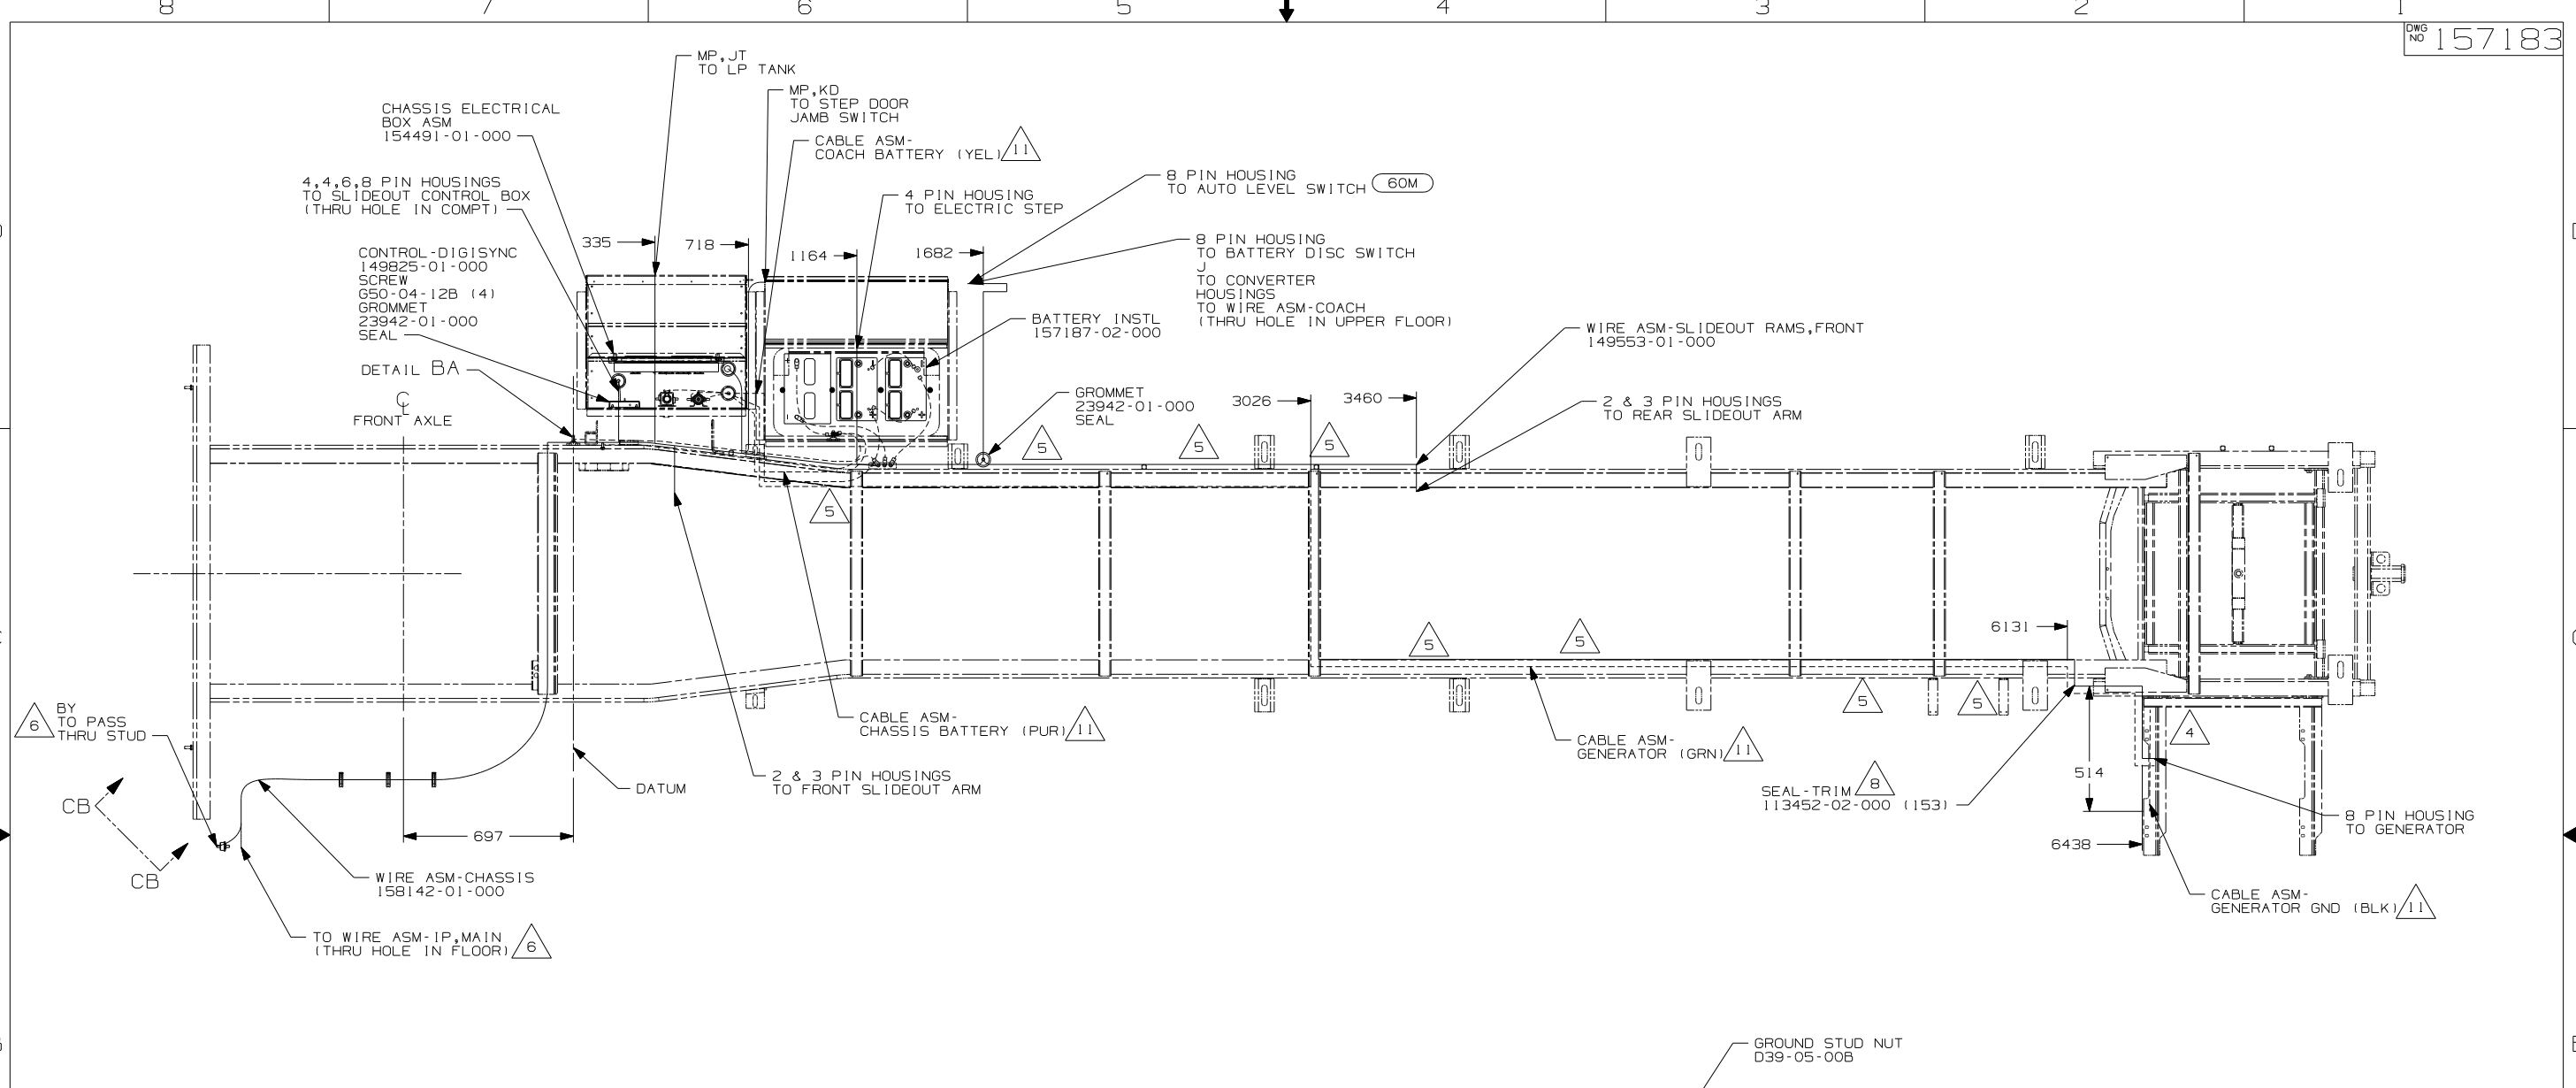 8
7
6
5
4
3
2
1
DWG
NO
157183
MP,JT
TO LP TANK
MP,KD
TO STEP DOOR
JAMB SWITCH
CHASSIS ELECTRICAL
BOX ASM
154491-01-000
CABLE ASM-
COACH BATTERY (YEL)
11
4,4,6,8 PIN HOUSINGS
TO SLIDEOUT CONTROL BOX
(THRU HOLE IN COMPT)
4 PIN HOUSING
TO ELECTRIC STEP
8 PIN HOUSING
TO AUTO LEVEL SWITCH
60M
CONTROL-DIGISYNC
149825-01-000
SCREW
G50-04-12B (4)
GROMMET
23942-01-000
SEAL
335
718
1164
1682
8 PIN HOUSING
TO BATTERY DISC SWITCH
J
TO CONVERTER
HOUSINGS
TO WIRE ASM-COACH
(THRU HOLE IN UPPER FLOOR)
BATTERY INSTL
157187-02-000
WIRE ASM-SLIDEOUT RAMS,FRONT
149553-01-000
DETAIL BA
CL
FRONT AXLE
GROMMET
23942-01-000
SEAL
3026
3460
2 & 3 PIN HOUSINGS
TO REAR SLIDEOUT ARM
5
5
5
5
5
5
5
5
6131
6
BY
TO PASS
THRU STUD
CABLE ASM-
CHASSIS BATTERY (PUR)
11
CABLE ASM-
GENERATOR (GRN)
11
4
2 & 3 PIN HOUSINGS
TO FRONT SLIDEOUT ARM
DATUM
514
SEAL-TRIM
8
113452-02-000 (153)
CB
CB
697
8 PIN HOUSING
TO GENERATOR
6438
WIRE ASM-CHASSIS
158142-01-000
CABLE ASM-
GENERATOR GND (BLK)
11
TO WIRE ASM-IP,MAIN
(THRU HOLE IN FLOOR)
6
GROUND STUD NUT
D39-05-00B